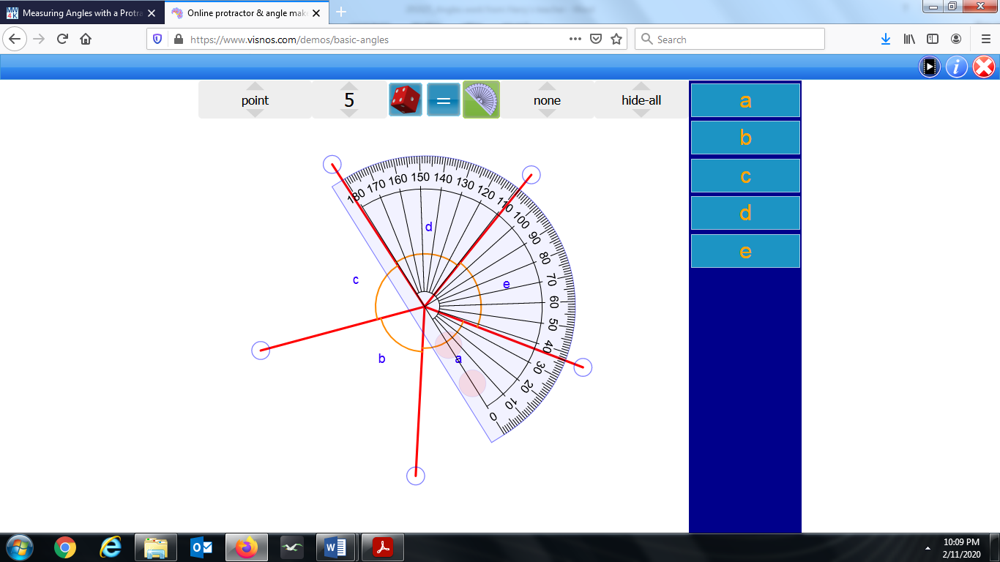 Measuring Angles with a Protra
Online protractor & angle make
https://www.visnos.com/demos/basic-angles
Search
point
5
=
none
hide-all
a
b
c
d
e
180 170 160 150 140 130 120 110 100 90 80 70 60 50 40 30 20 10 0
d
c
e
b
a
10:09 PM
2/11/2020